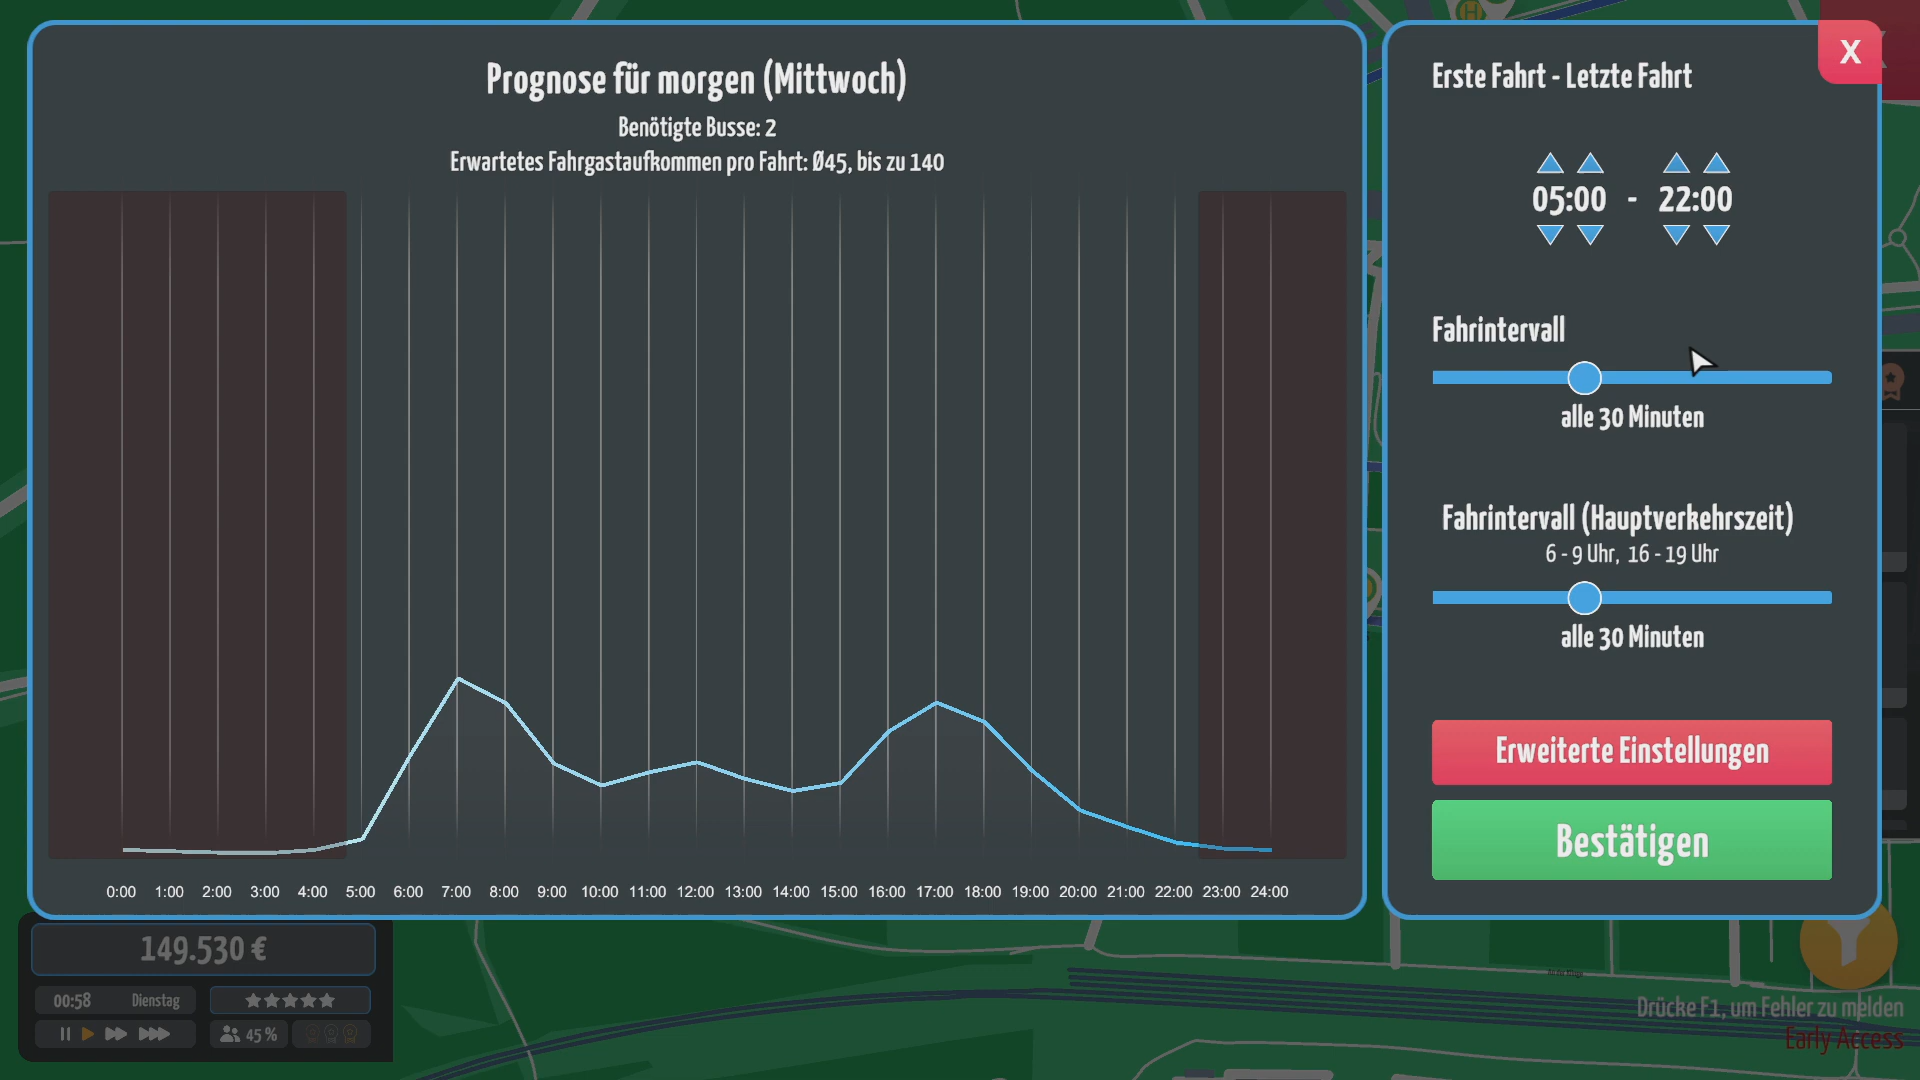 Prognose für morgen (Mittwoch)
Benötigte Busse: 2
Erwartetes Fahrgastaufkommen pro Fahrt: Ø45, bis zu 140
0:00 1:00 2:00 3:00 4:00 5:00 6:00 7:00 8:00 9:00 10:00 11:00 12:00 13:00 14:00 15:00 16:00 17:00 18:00 19:00 20:00 21:00 22:00 23:00 24:00
X
Erste Fahrt - Letzte Fahrt
05:00 - 22:00
Fahrintervall
alle 30 Minuten
Fahrintervall (Hauptverkehrszeit)
6 - 9 Uhr, 16 - 19 Uhr
alle 30 Minuten
Erweiterte Einstellungen
Bestätigen
149.530 €
00:58 Dienstag
45 %
Drücke F1, um Fehler zu melden
Early Access
H